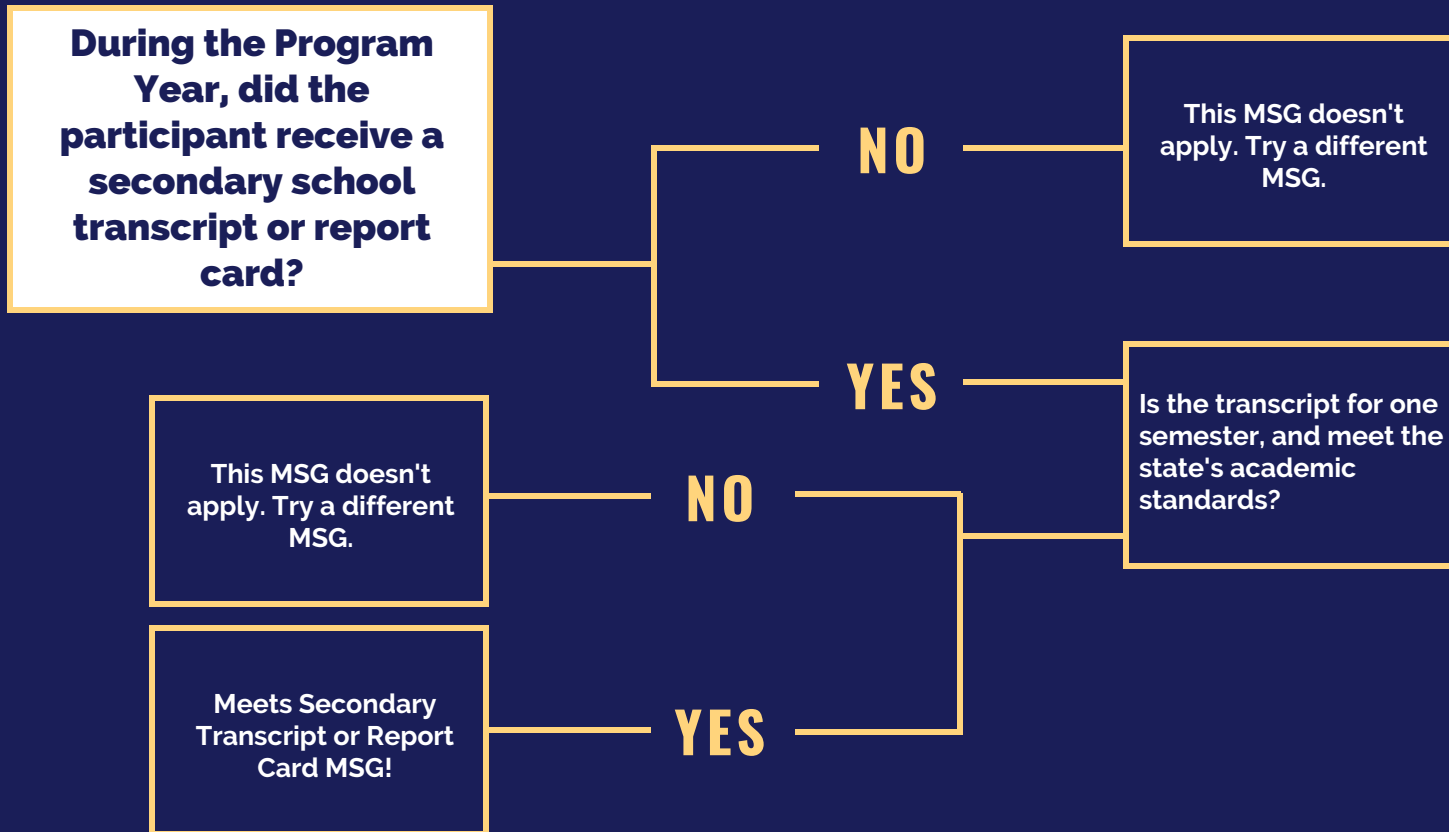 During the Program
Year, did the
participant receive a
secondary school
transcript or report
card?
NO
This MSG doesn't
apply. Try a different
MSG.
YES
Is the transcript for one
semester, and meet the
state's academic
standards?
NO
This MSG doesn't
apply. Try a different
MSG.
YES
Meets Secondary
Transcript or Report
Card MSG!